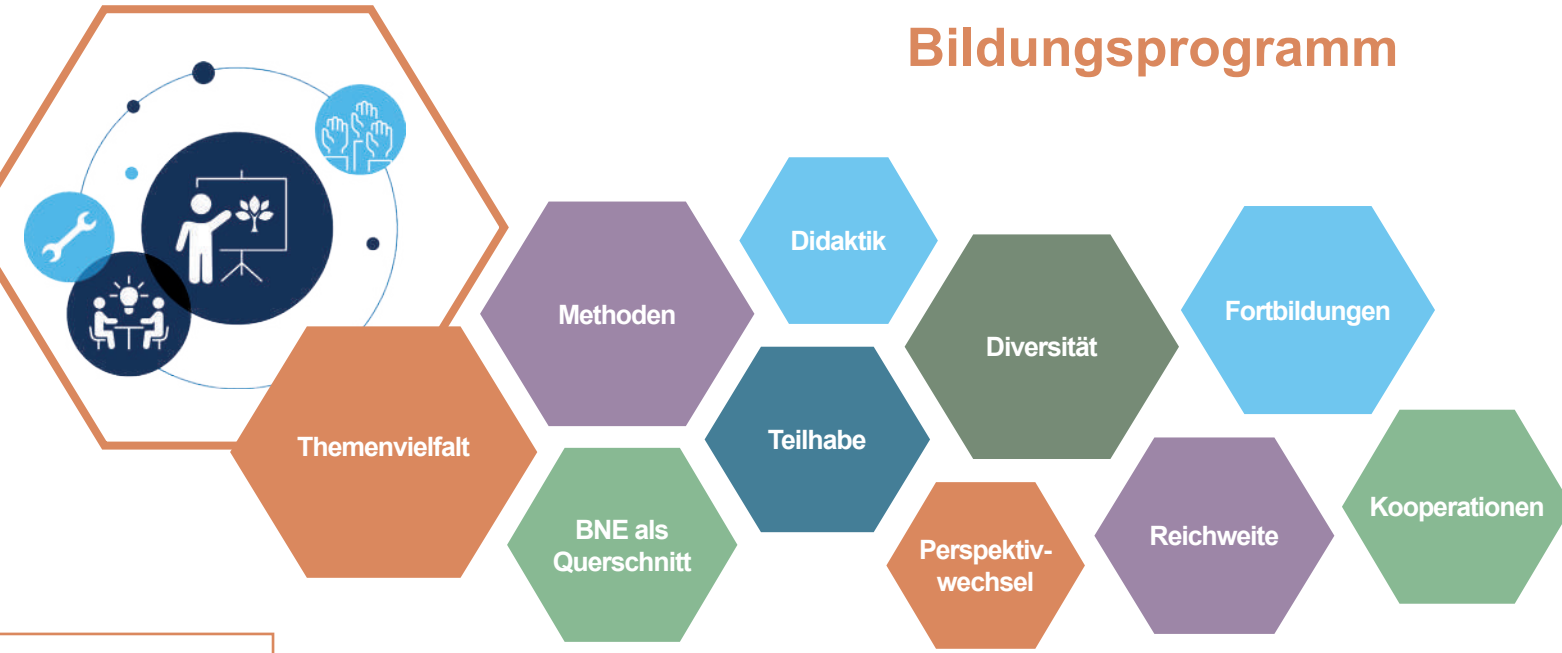 Bildungsprogramm
Didaktik
Methoden
Fortbildungen
Diversität
Themenvielfalt
Teilhabe
BNE als
Querschnitt
Perspektiv-
wechsel
Reichweite
Kooperationen